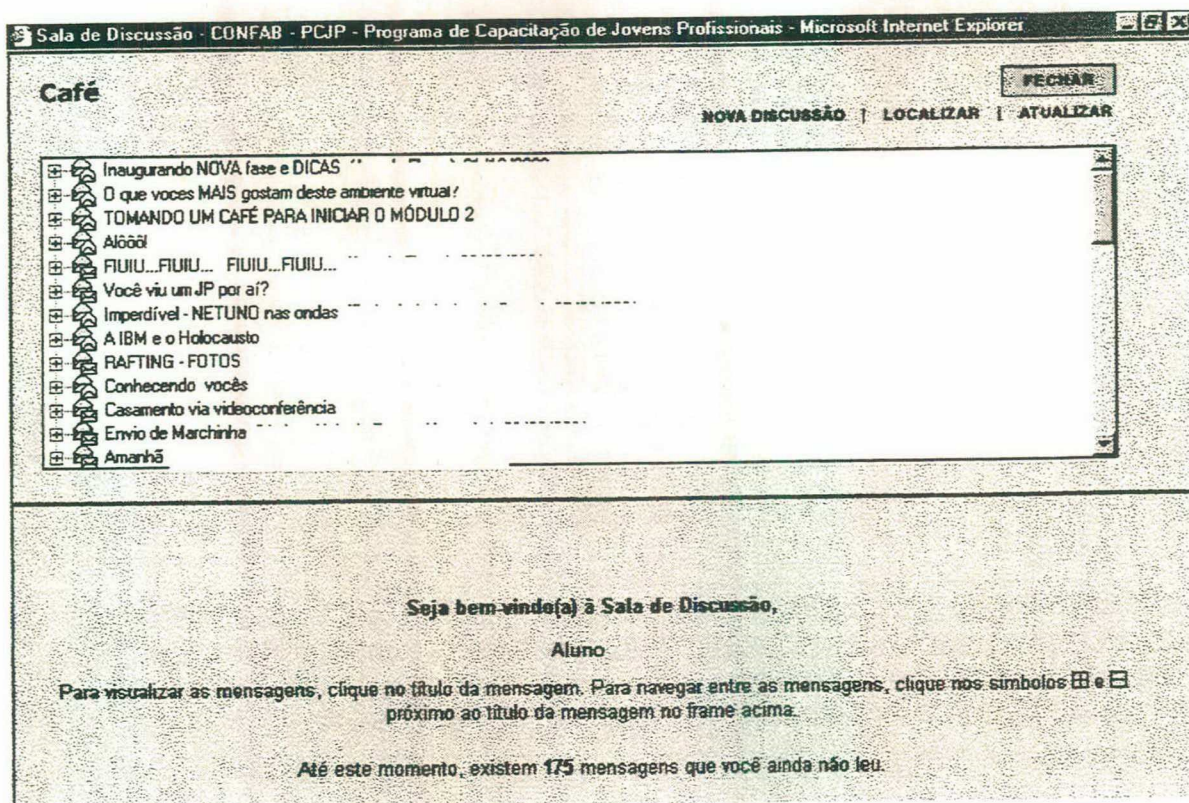 Sala de Discussão - CONFAB - PCJP - Programa de Capacitação de Jovens Profissionais - Microsoft Internet Explorer
Café
FECHAR
NOVA DISCUSSÃO | LOCALIZAR | ATUALIZAR
Inaugurando NOVA fase e DICAS
O que voces MAIS gostam deste ambiente virtual?
TOMANDO UM CAFÉ PARA INICIAR O MÓDULO 2
Alôôô!
FIUIU...FIUIU... FIUIU...FIUIU...
Você viu um JP por aí?
Imperdível - NETUNO nas ondas
A IBM e o Holocausto
RAFTING - FOTOS
Conhecendo vocês
Casamento via videoconferência
Envio de Marchinha
Amanhã
Seja bem-vindo(a) à Sala de Discussão,
Aluno
Para visualizar as mensagens, clique no título da mensagem. Para navegar entre as mensagens, clique nos símbolos ⊞ e ⊟
próximo ao título da mensagem no frame acima.
Até este momento, existem 175 mensagens que você ainda não leu.